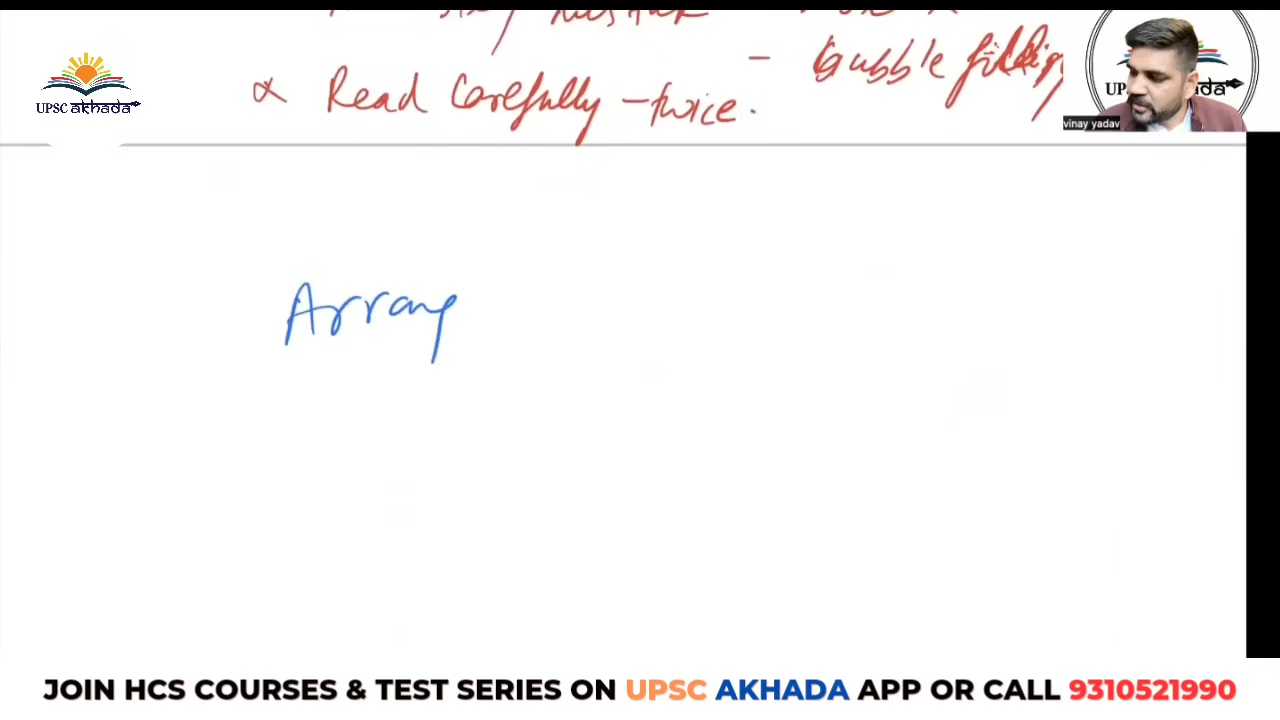 - bubble filling
∝ Read Carefully - twice.
UPSC akhada
vinay yadav
Array
JOIN HCS COURSES & TEST SERIES ON UPSC AKHADA APP OR CALL 9310521990